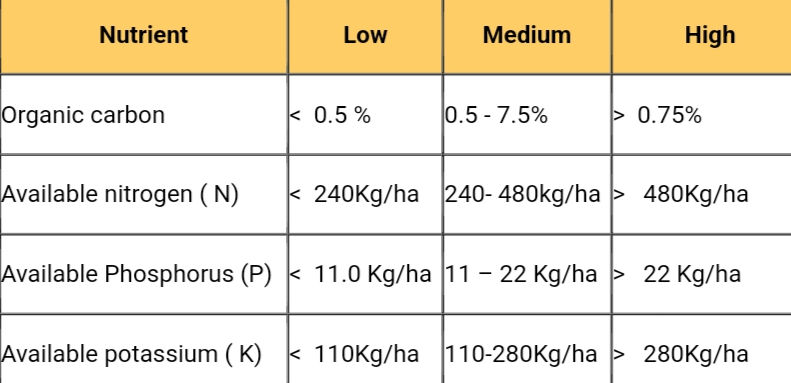 Nutrient Low Medium High
Organic carbon < 0.5 % 0.5 - 7.5% > 0.75%
Available nitrogen ( N) < 240Kg/ha 240- 480kg/ha > 480Kg/ha
Available Phosphorus (P) < 11.0 Kg/ha 11 – 22 Kg/ha > 22 Kg/ha
Available potassium ( K) < 110Kg/ha 110-280Kg/ha > 280Kg/ha